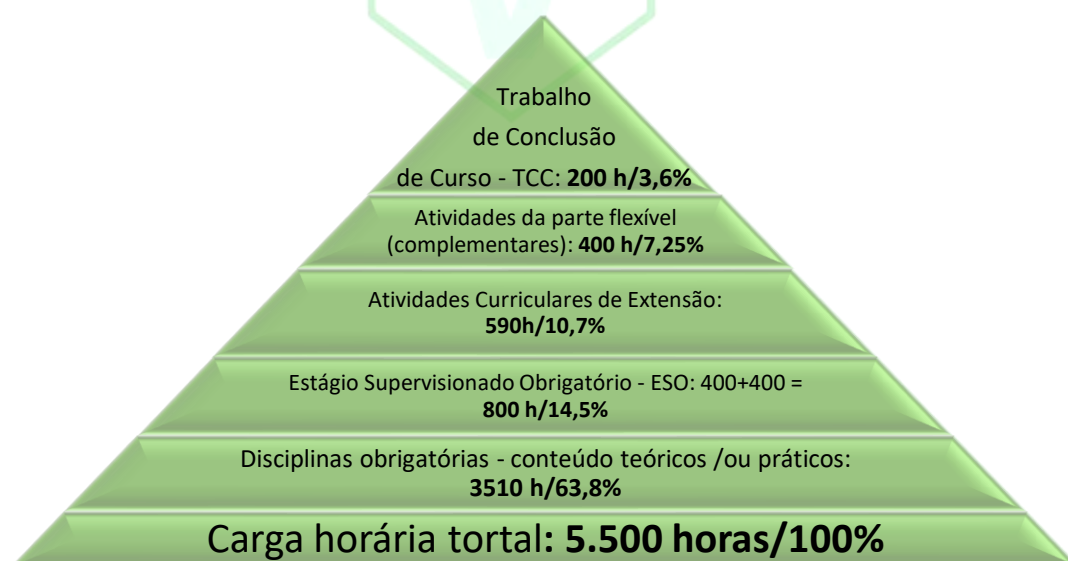 Trabalho
de Conclusão
de Curso - TCC: 200 h/3,6%
Atividades da parte flexível
(complementares): 400 h/7,25%
Atividades Curriculares de Extensão:
590h/10,7%
Estágio Supervisionado Obrigatório - ESO: 400+400 =
800 h/14,5%
Disciplinas obrigatórias - conteúdo teóricos /ou práticos:
3510 h/63,8%
Carga horária tortal: 5.500 horas/100%